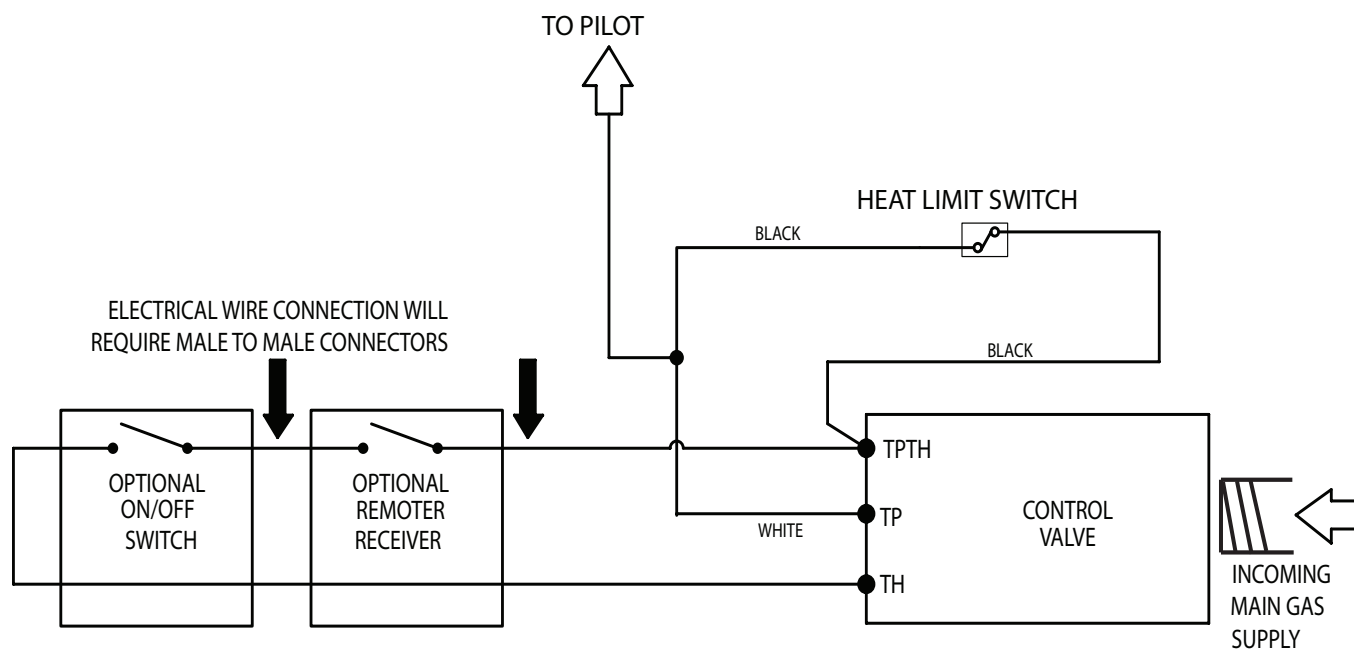 TO PILOT
HEAT LIMIT SWITCH
BLACK
ELECTRICAL WIRE CONNECTION WILL
REQUIRE MALE TO MALE CONNECTORS
BLACK
OPTIONAL
ON/OFF
SWITCH
OPTIONAL
REMOTER
RECEIVER
TPTH
TP
WHITE
TH
CONTROL
VALVE
INCOMING
MAIN GAS
SUPPLY